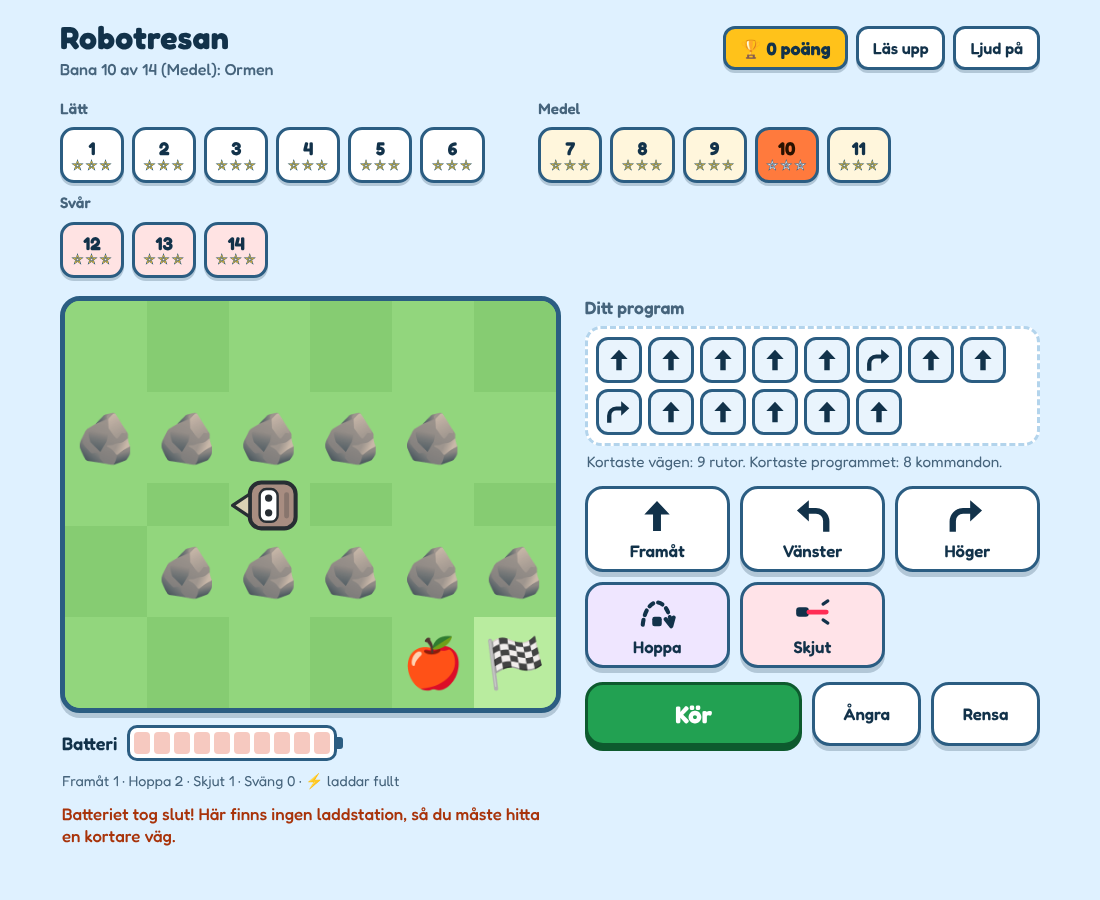 Robotresan
Bana 10 av 14 (Medel): Ormen
🏆 0 poäng
Läs upp
Ljud på
Lätt
1
2
3
4
5
6
Medel
7
8
9
10
11
Svår
12
13
14
Ditt program
Kortaste vägen: 9 rutor. Kortaste programmet: 8 kommandon.
Framåt
Vänster
Höger
Hoppa
Skjut
Kör
Ångra
Rensa
Batteri
Framåt 1 · Hoppa 2 · Skjut 1 · Sväng 0 · ⚡ laddar fullt
Batteriet tog slut! Här finns ingen laddstation, så du måste hitta
en kortare väg.